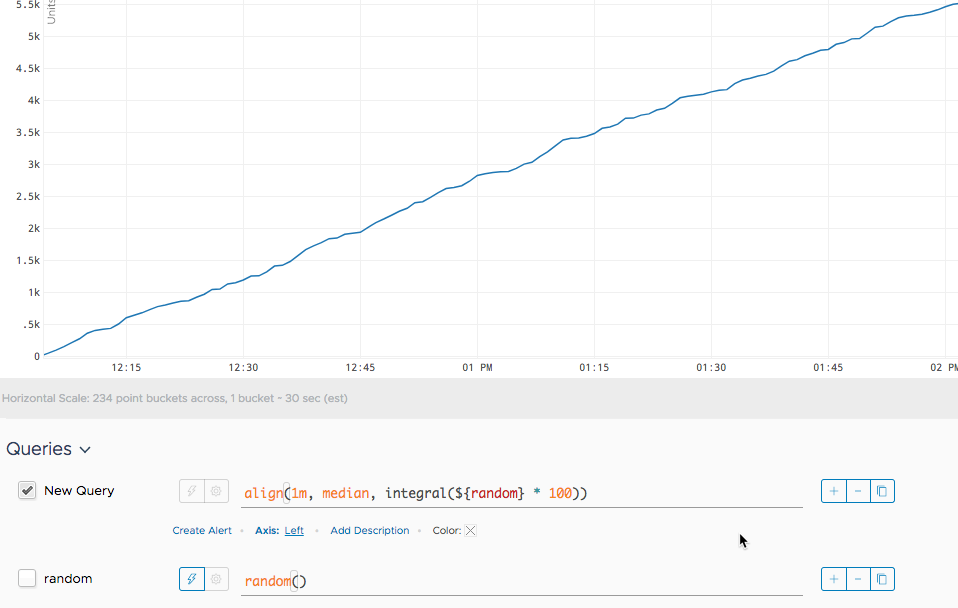 5.5k
Units
5k
4.5k
4k
3.5k
3k
2.5k
2k
1.5k
1k
.5k
0
12:15 12:30 12:45 01 PM 01:15 01:30 01:45 02 PM
Horizontal Scale: 234 point buckets across, 1 bucket ~ 30 sec (est)
Queries
New Query align(1m, median, integral(${random} * 100))
Create Alert • Axis: Left • Add Description • Color:
random random()